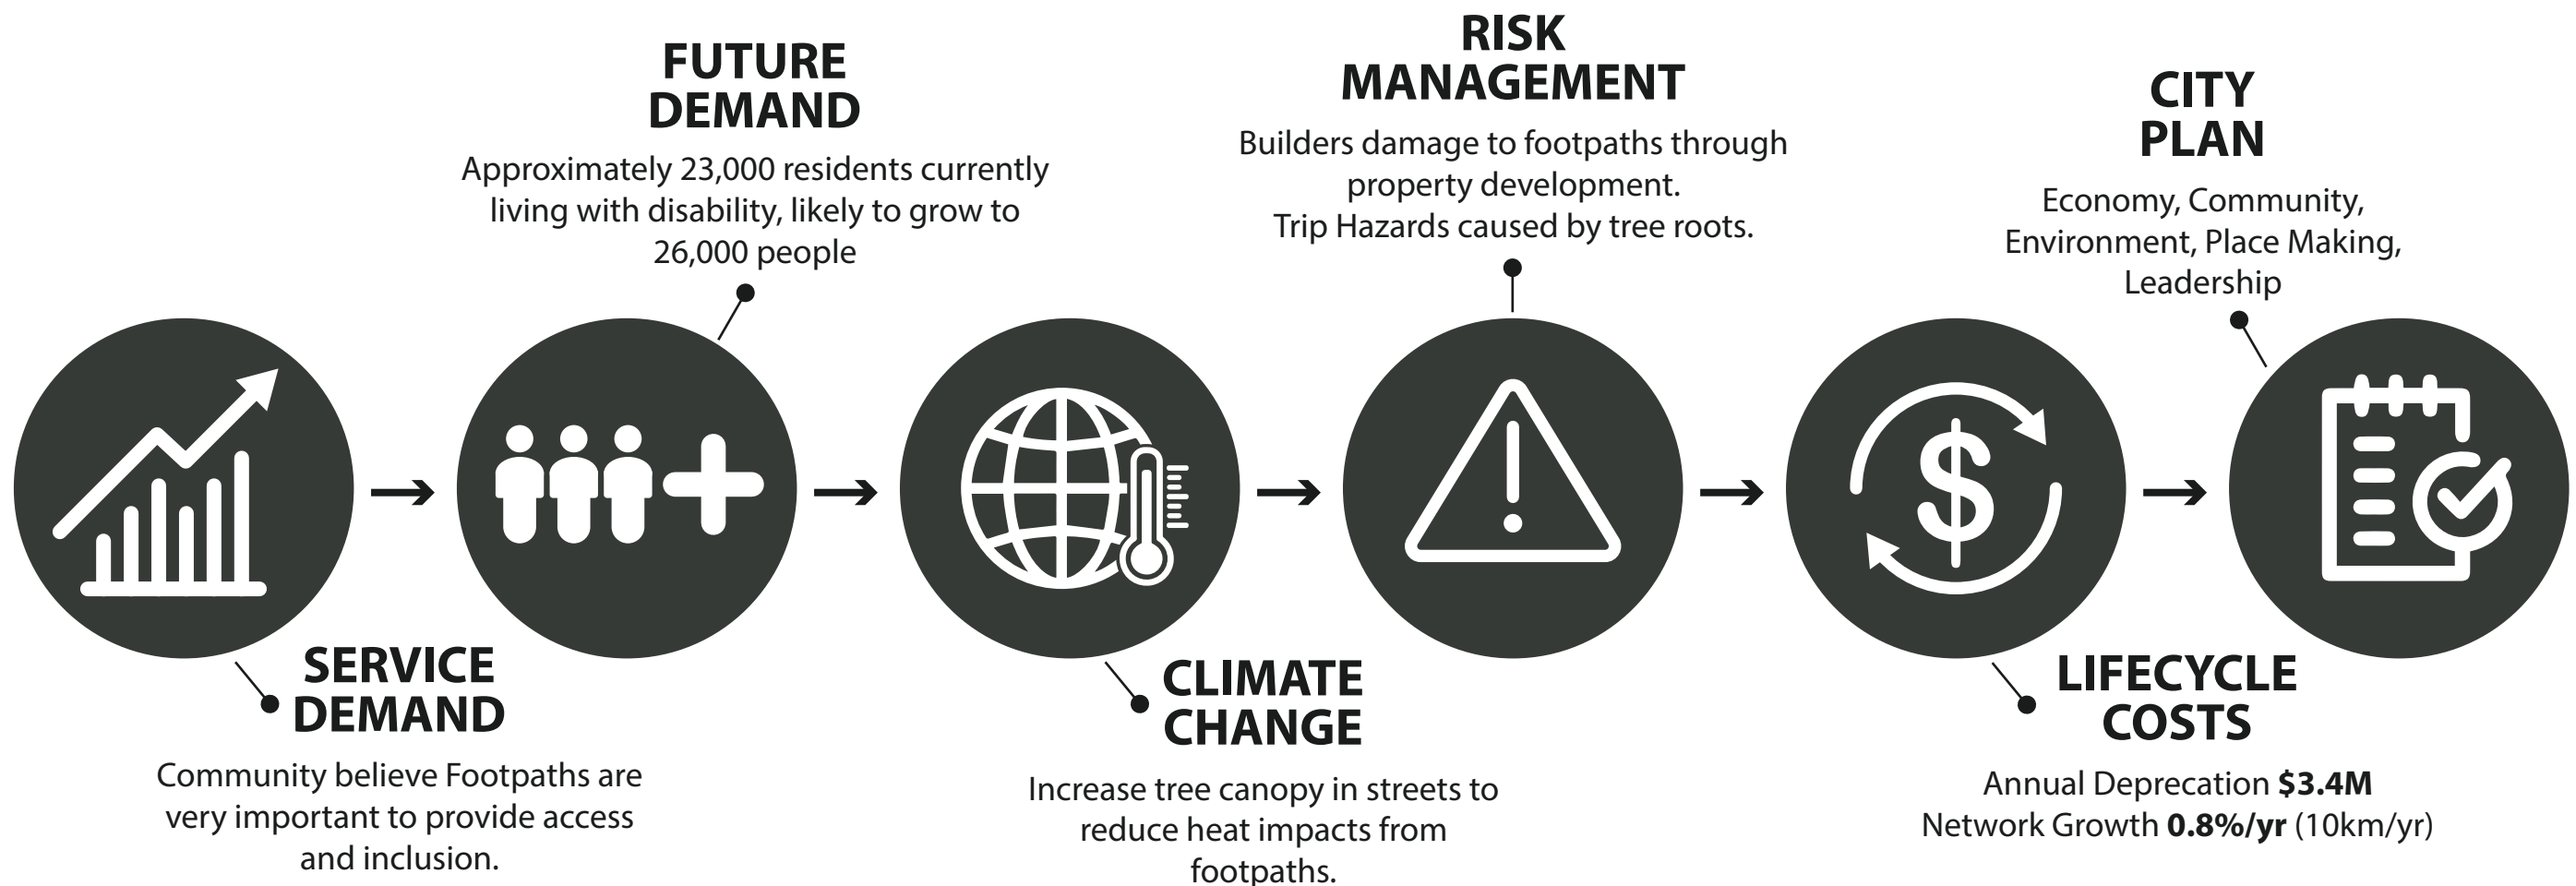 SERVICE
DEMAND
Community believe Footpaths are
very important to provide access
and inclusion.
FUTURE
DEMAND
Approximately 23,000 residents currently
living with disability, likely to grow to
26,000 people
CLIMATE
CHANGE
Increase tree canopy in streets to
reduce heat impacts from
footpaths.
RISK
MANAGEMENT
Builders damage to footpaths through
property development.
Trip Hazards caused by tree roots.
$
LIFECYCLE
COSTS
Annual Deprecation $3.4M
Network Growth 0.8%/yr (10km/yr)
CITY
PLAN
Economy, Community,
Environment, Place Making,
Leadership